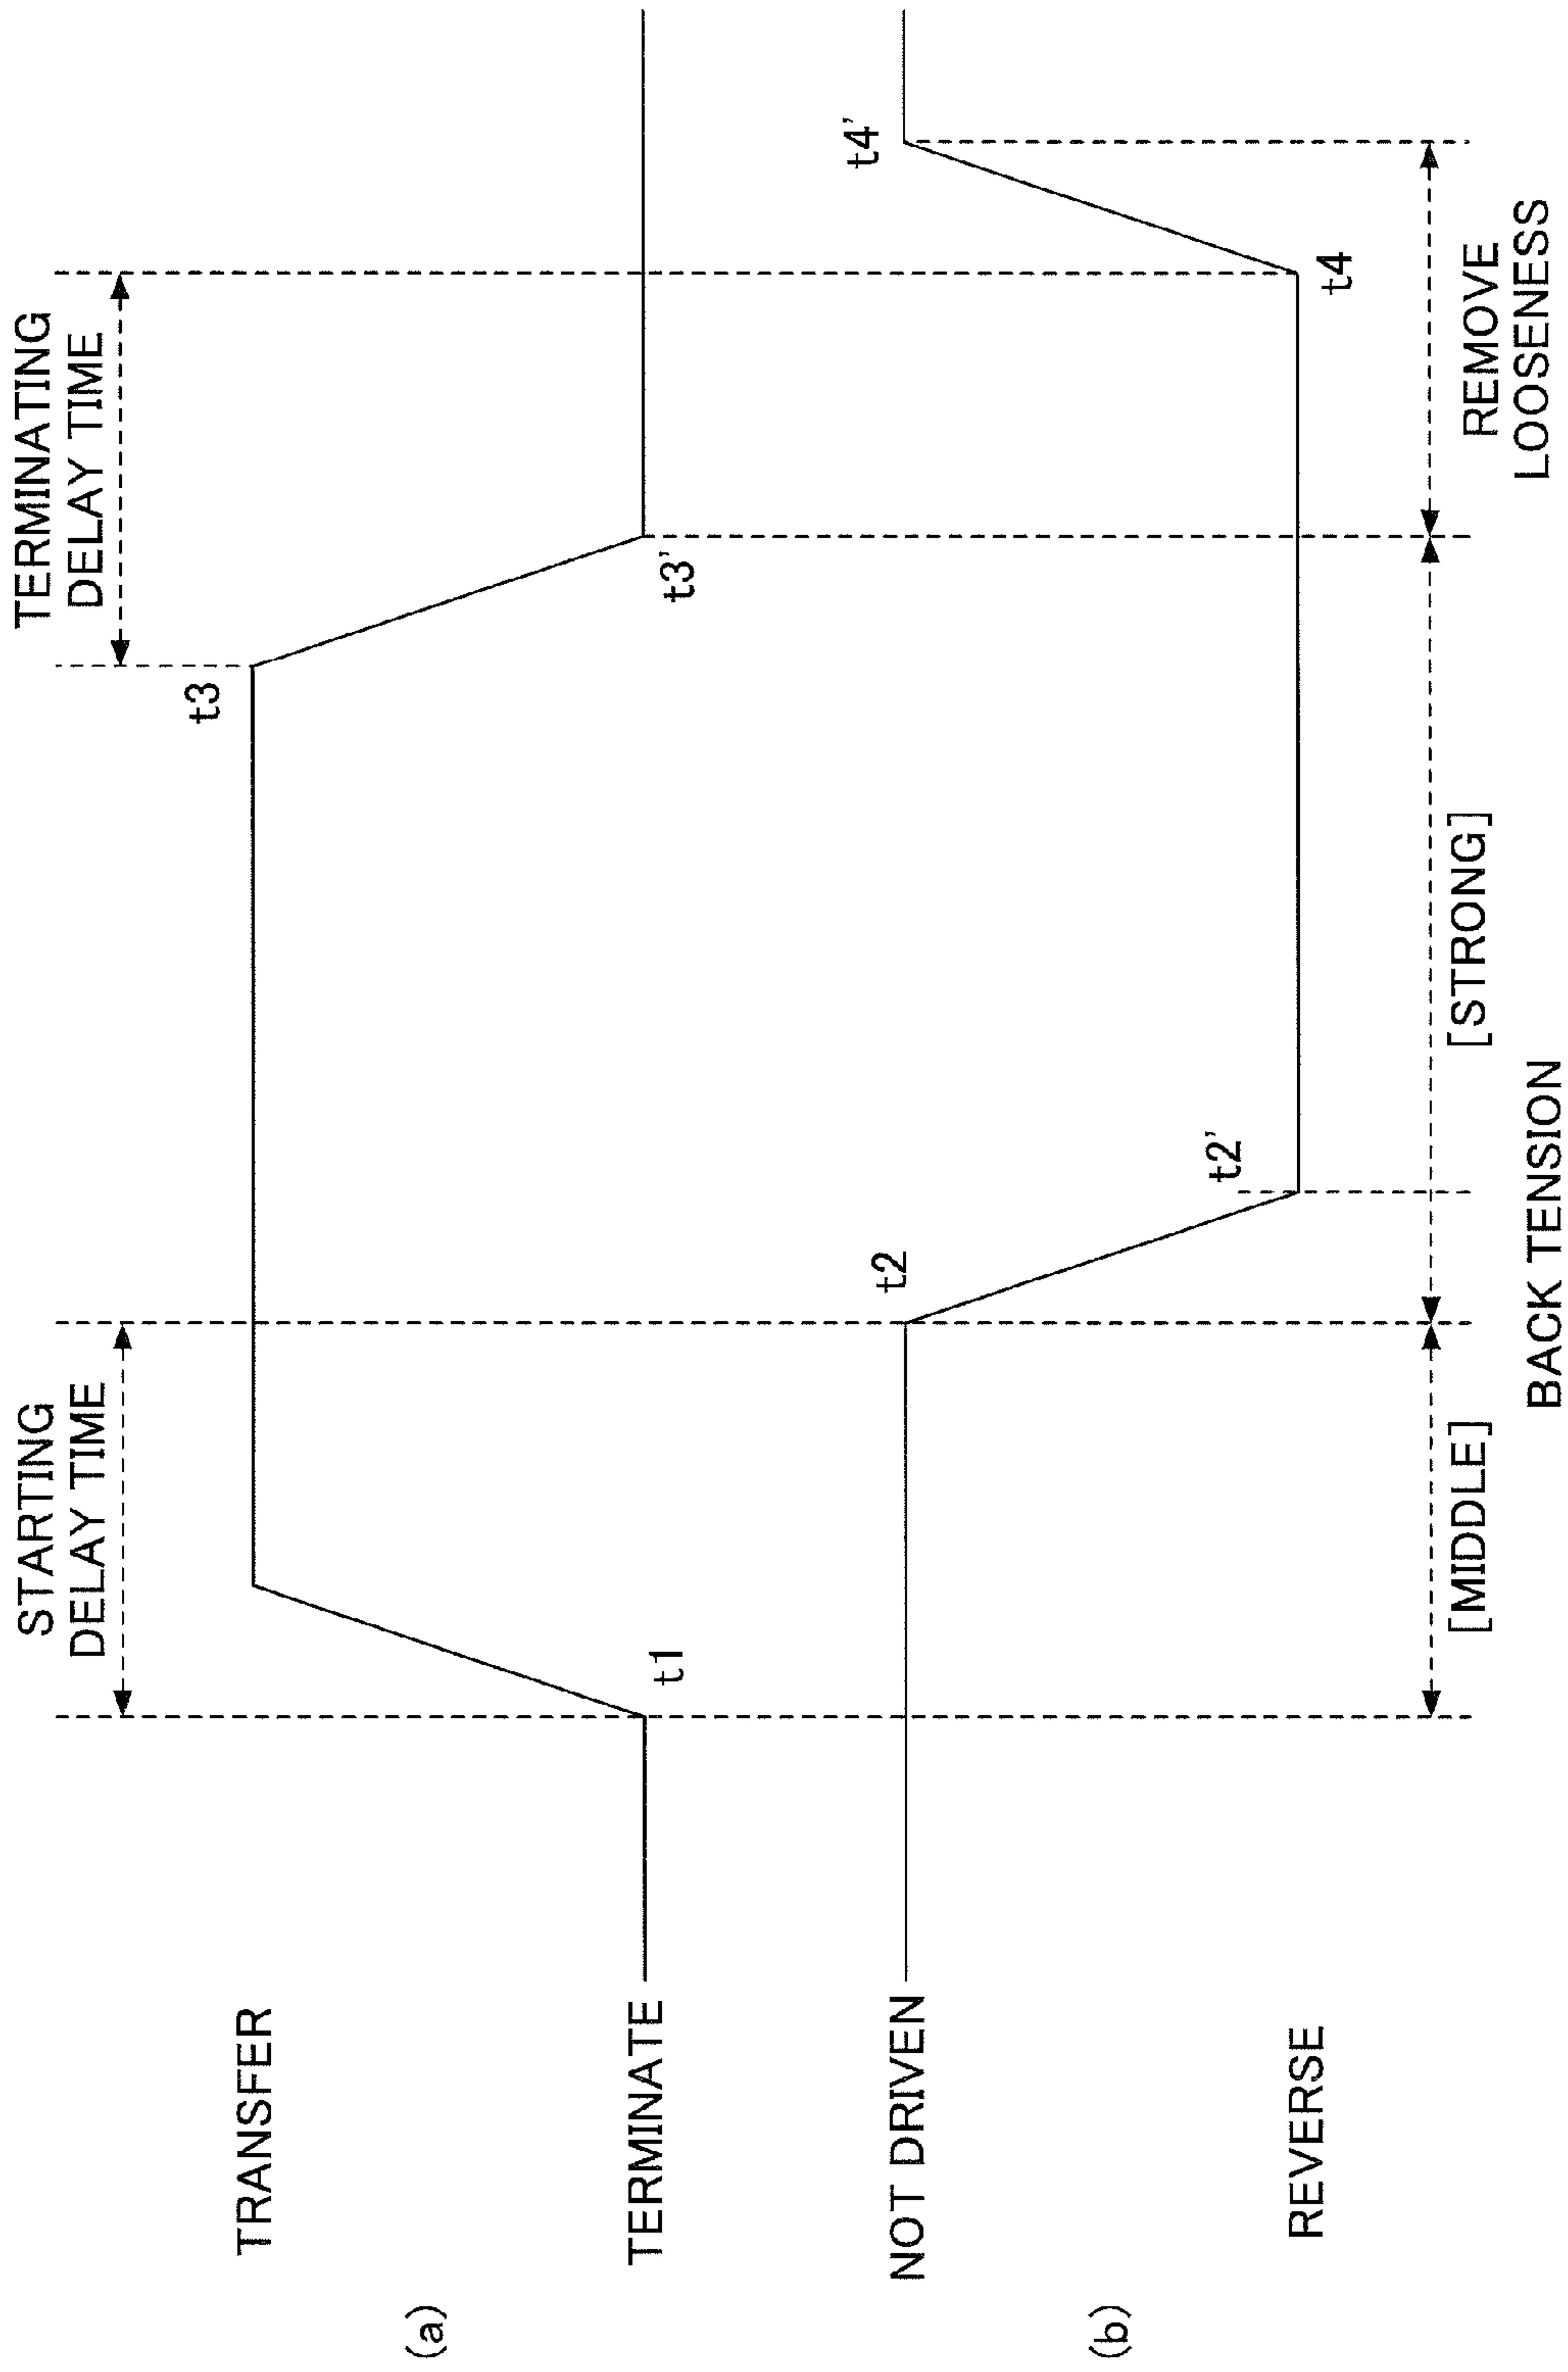 STARTING
DELAY TIME
TERMINATING
DELAY TIME
TRANSFER
t3
(a)
TERMINATE
t1
t3'
NOT DRIVEN
t2
t4'
(b)
t2'
REVERSE
t4
[MIDDLE]
[STRONG]
REMOVE
LOOSENESS
BACK TENSION